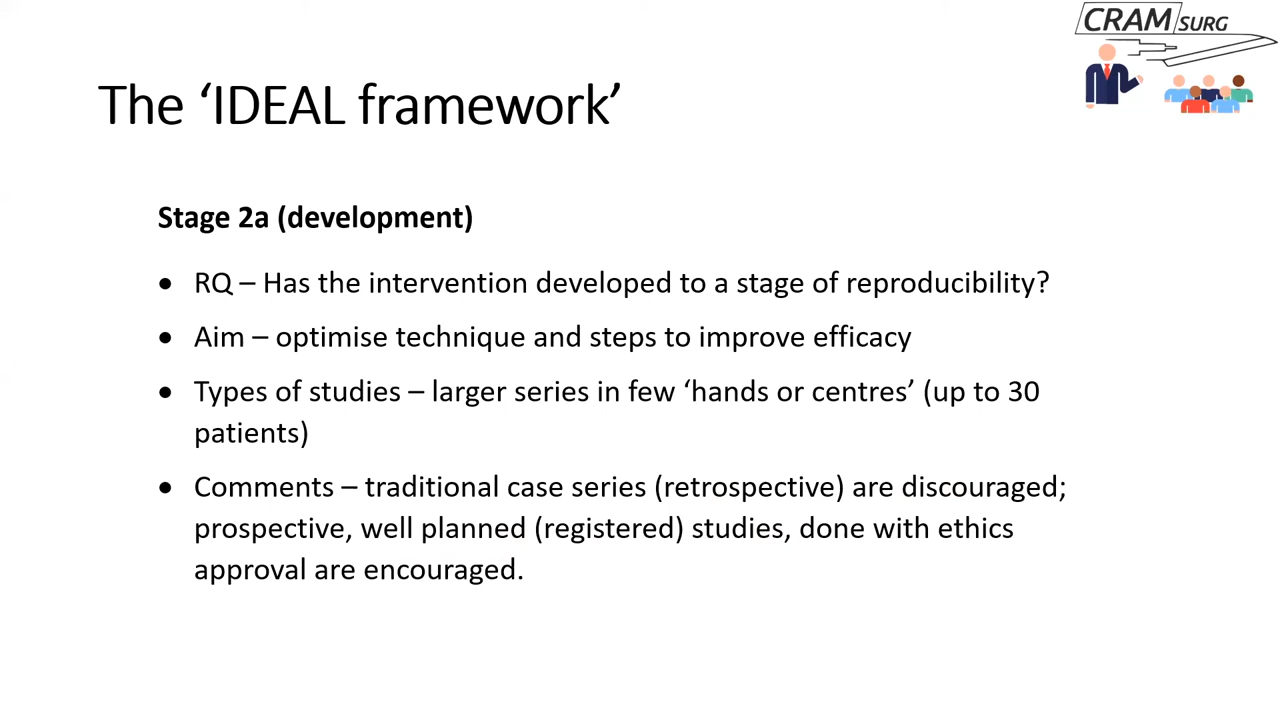 CRAM SURG
The ‘IDEAL framework’
Stage 2a (development)
• RQ – Has the intervention developed to a stage of reproducibility?
• Aim – optimise technique and steps to improve efficacy
• Types of studies – larger series in few ‘hands or centres’ (up to 30
patients)
• Comments – traditional case series (retrospective) are discouraged;
prospective, well planned (registered) studies, done with ethics
approval are encouraged.